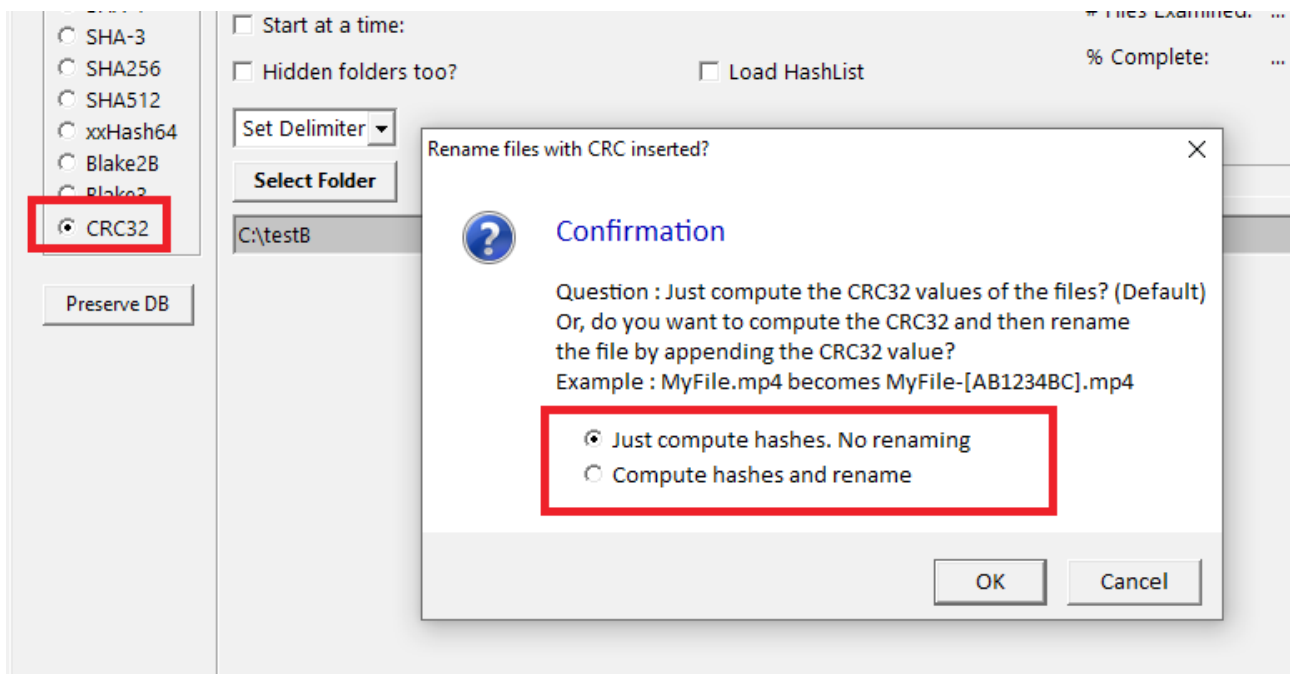 SHA-3
SHA256
SHA512
xxHash64
Blake2B
Blake3
CRC32
Preserve DB
Start at a time:
Hidden folders too?
Load HashList
# Files Examined: ...
% Complete: ...
Set Delimiter
Select Folder
C:\testB
Rename files with CRC inserted?
Confirmation
Question : Just compute the CRC32 values of the files? (Default)
Or, do you want to compute the CRC32 and then rename
the file by appending the CRC32 value?
Example : MyFile.mp4 becomes MyFile-[AB1234BC].mp4
Just compute hashes. No renaming
Compute hashes and rename
OK
Cancel